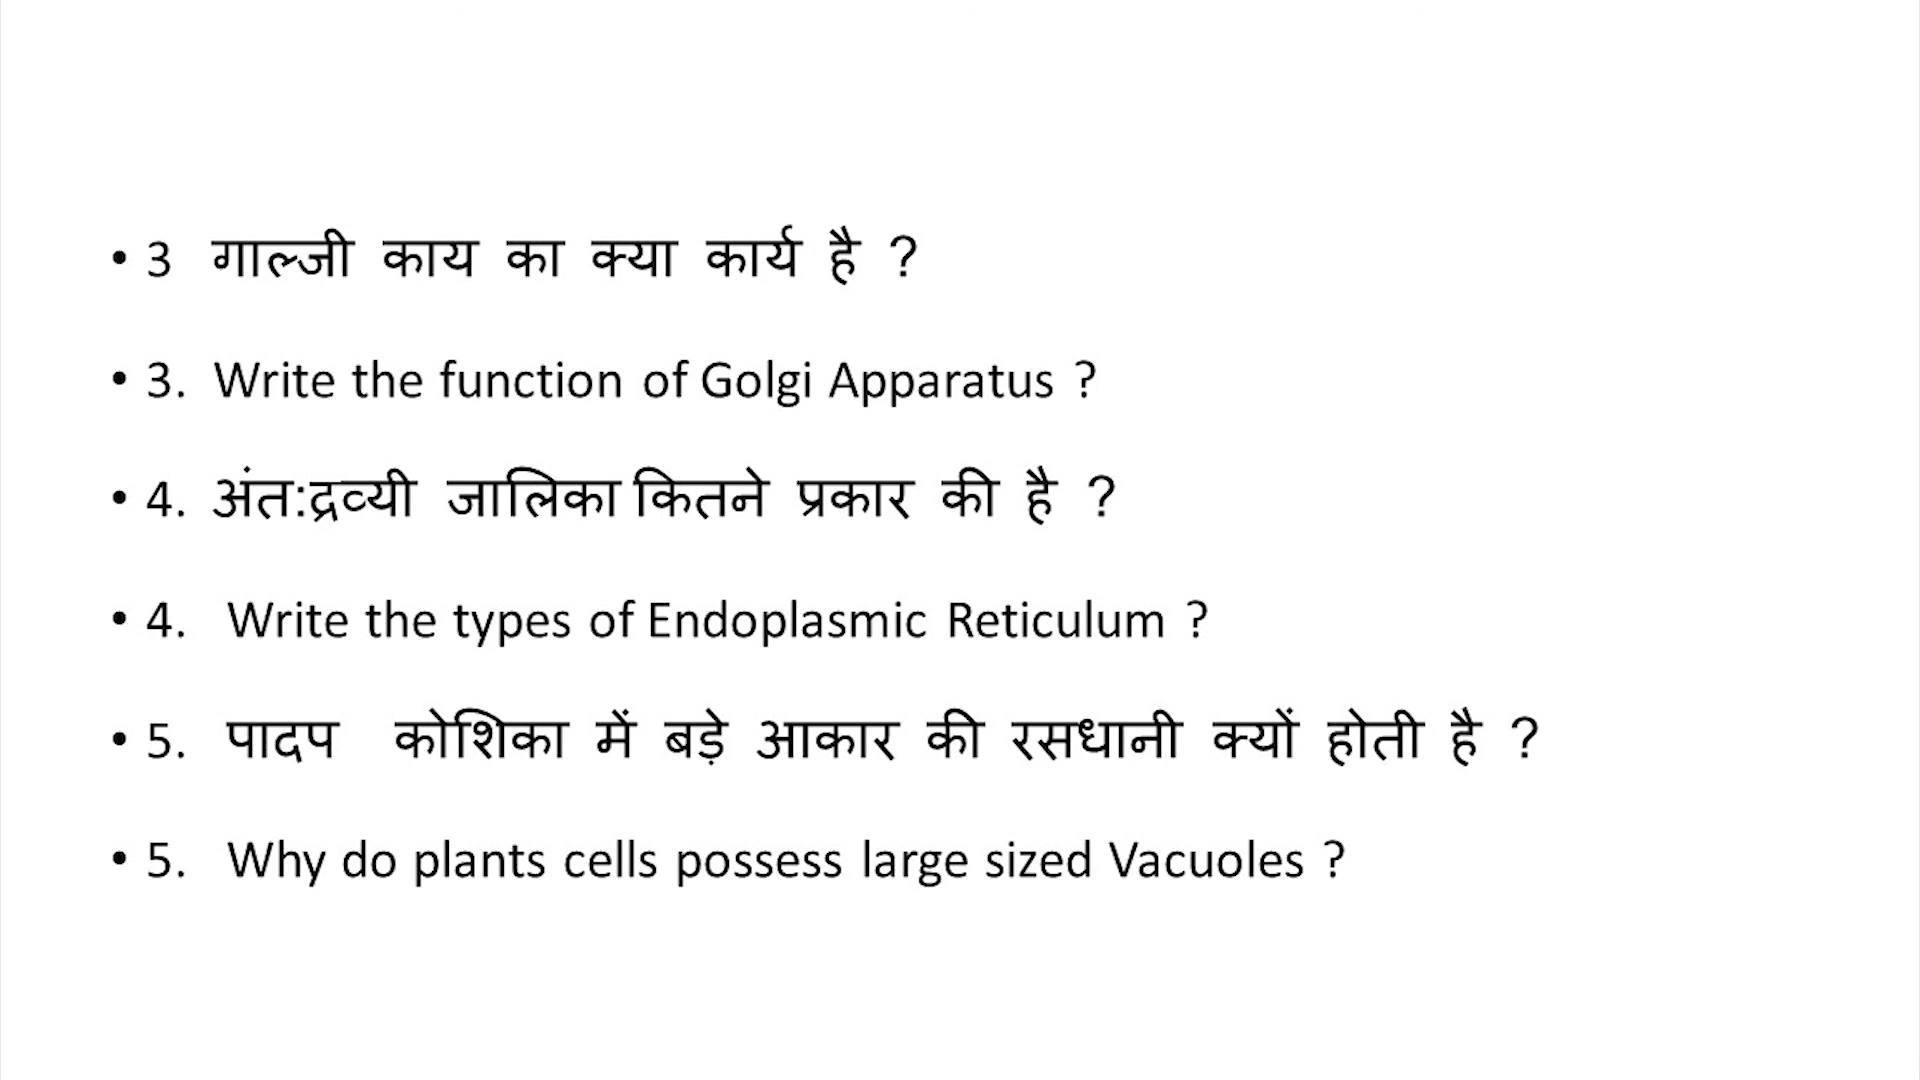 • 3 गाल्जी काय का क्या कार्य है ?
• 3. Write the function of Golgi Apparatus ?
• 4. अंत:द्रव्यी जालिका कितने प्रकार की है ?
• 4. Write the types of Endoplasmic Reticulum ?
• 5. पादप कोशिका में बड़े आकार की रसधानी क्यों होती है ?
• 5. Why do plants cells possess large sized Vacuoles ?